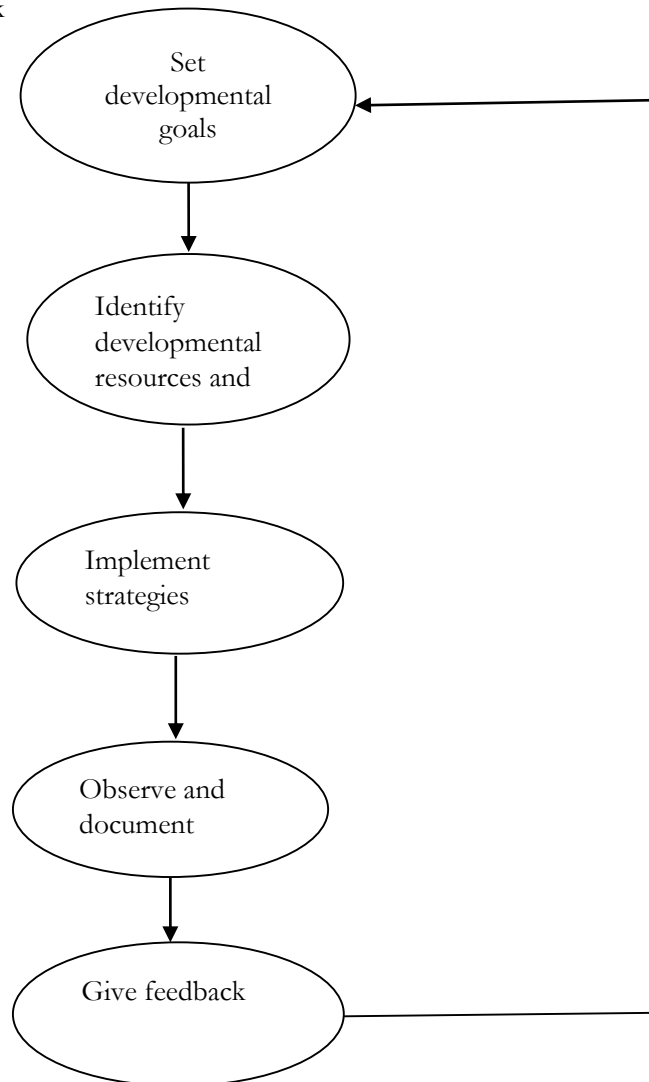 Set
developmental
goals
Identify
developmental
resources and
Implement
strategies
Observe and
document
Give feedback